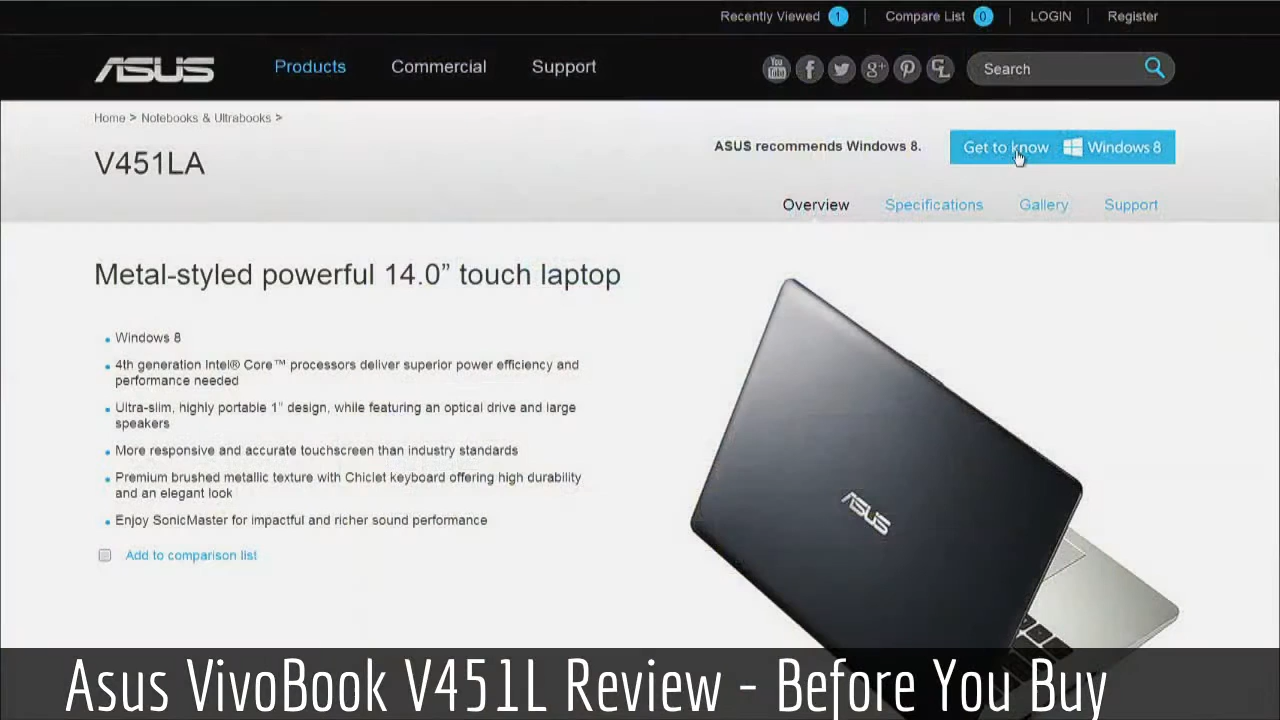 Recently Viewed 1 Compare List 0 LOGIN Register
ASUS Products Commercial Support You Tube Search
Home > Notebooks & Ultrabooks >
V451LA
ASUS recommends Windows 8. Get to know Windows 8
Overview Specifications Gallery Support
Metal-styled powerful 14.0” touch laptop
Windows 8
4th generation Intel® Core™ processors deliver superior power efficiency and
performance needed
Ultra-slim, highly portable 1” design, while featuring an optical drive and large
speakers
More responsive and accurate touchscreen than industry standards
Premium brushed metallic texture with Chiclet keyboard offering high durability
and an elegant look
Enjoy SonicMaster for impactful and richer sound performance
Add to comparison list
ASUS
Asus VivoBook V451L Review - Before You Buy